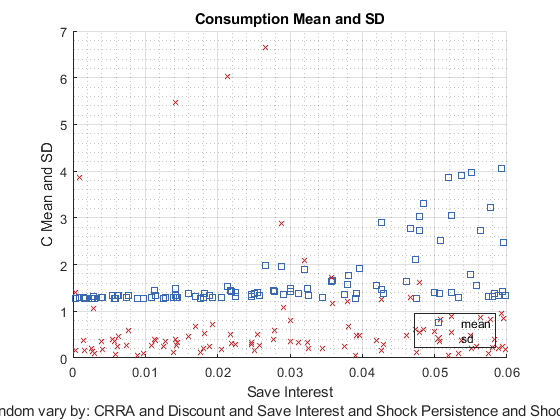 Consumption Mean and SD
C Mean and SD
7
6
5
4
3
2
1
0
mean
sd
0 0.01 0.02 0.03 0.04 0.05 0.06
Save Interest
vary by: CRRA and Discount and Save Interest and Shock Persistence and